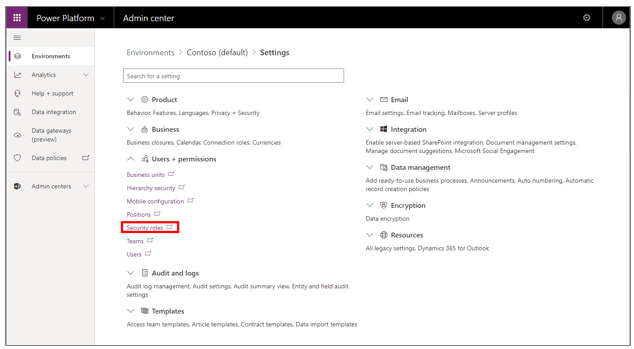 Power Platform
Admin center
Environments
Analytics
Help + support
Data integration
Data gateways
(preview)
Data policies
Admin centers
Environments > Contoso (default) > Settings
Search for a setting
Product
Behavior, Features, Languages, Privacy + Security
Business
Business closures, Calendar, Connection roles, Currencies
Users + permissions
Business units
Hierarchy security
Mobile configuration
Positions
Security roles
Teams
Users
Audit and logs
Audit log management, Audit settings, Audit summary view, Entity and field audit
settings
Templates
Access team templates, Article templates, Contract templates, Data import templates
Email
Email settings, Email tracking, Mailboxes, Server profiles
Integration
Enable server-based SharePoint integration, Document management settings,
Manage document suggestions, Microsoft Social Engagement
Data management
Add ready-to-use business processes, Announcements, Auto numbering, Automatic
record creation policies
Encryption
Data encryption
Resources
All legacy settings, Dynamics 365 for Outlook